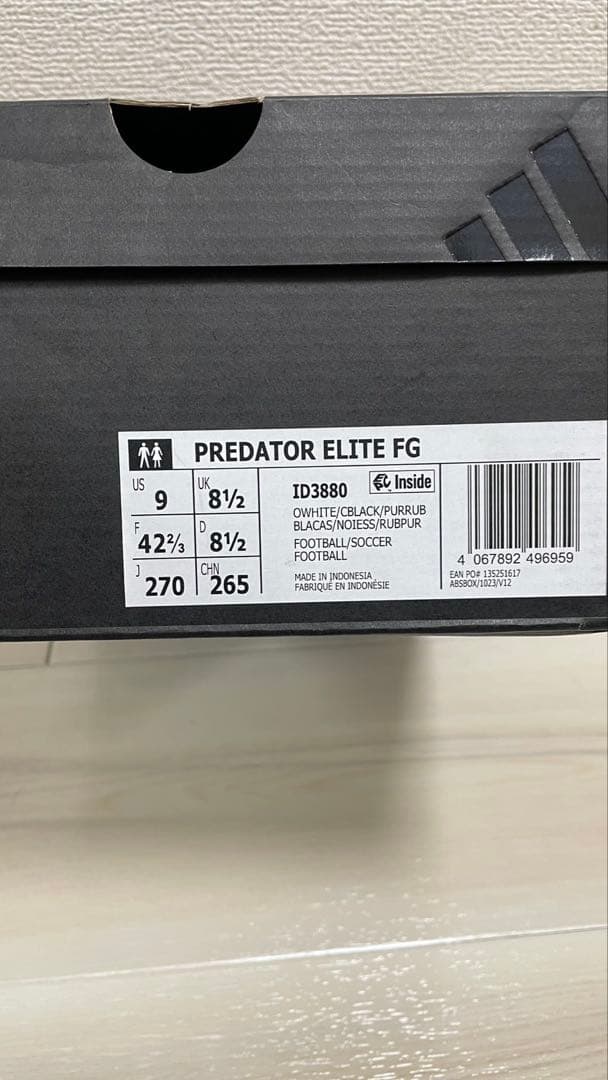 PREDATOR ELITE FG
US 9 UK 8½
F 42⅔ D 8½
J 270 CHN 265
ID3880 Inside
OWHITE/CBLACK/PURRUB
BLACAS/NOIESS/RUBPUR
FOOTBALL/SOCCER
FOOTBALL
MADE IN INDONESIA
FABRIQUÉ EN INDONÉSIE
4 067892 496959
EAN PO# 135251617
ABSBOX/1023/V12